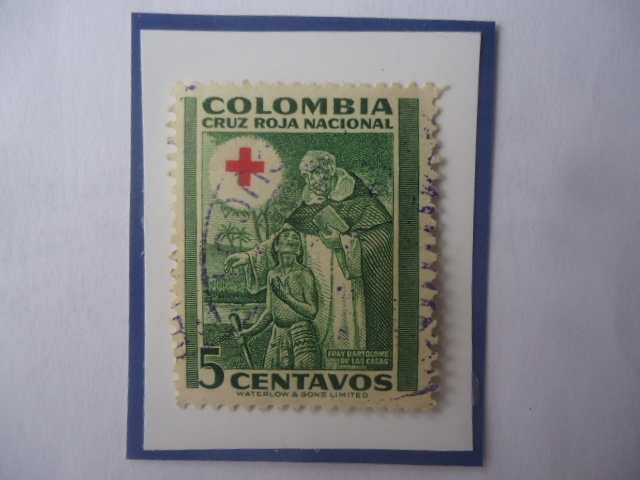 COLOMBIA
CRUZ ROJA NACIONAL
FRAY BARTOLOME
DE LAS CASAS
5 CENTAVOS
WATERLOW & SONS LIMITED